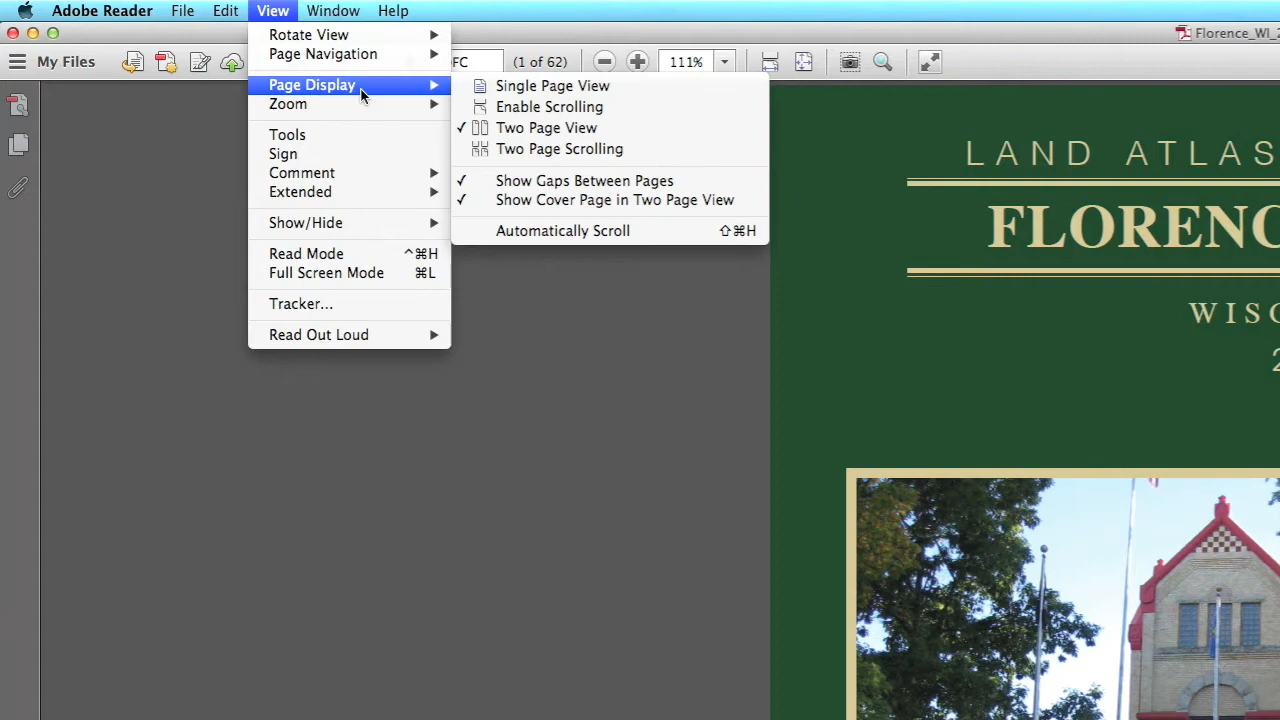 Adobe Reader File Edit View Window Help
Florence_WI_2
My Files
FC (1 of 62) 111%
Rotate View
Page Navigation
Page Display
Zoom
Tools
Sign
Comment
Extended
Show/Hide
Read Mode ^⌘H
Full Screen Mode ⌘L
Tracker...
Read Out Loud
Single Page View
Enable Scrolling
✓ Two Page View
Two Page Scrolling
✓ Show Gaps Between Pages
✓ Show Cover Page in Two Page View
Automatically Scroll ⇧⌘H
LAND ATLAS
FLORENC
WISC
2